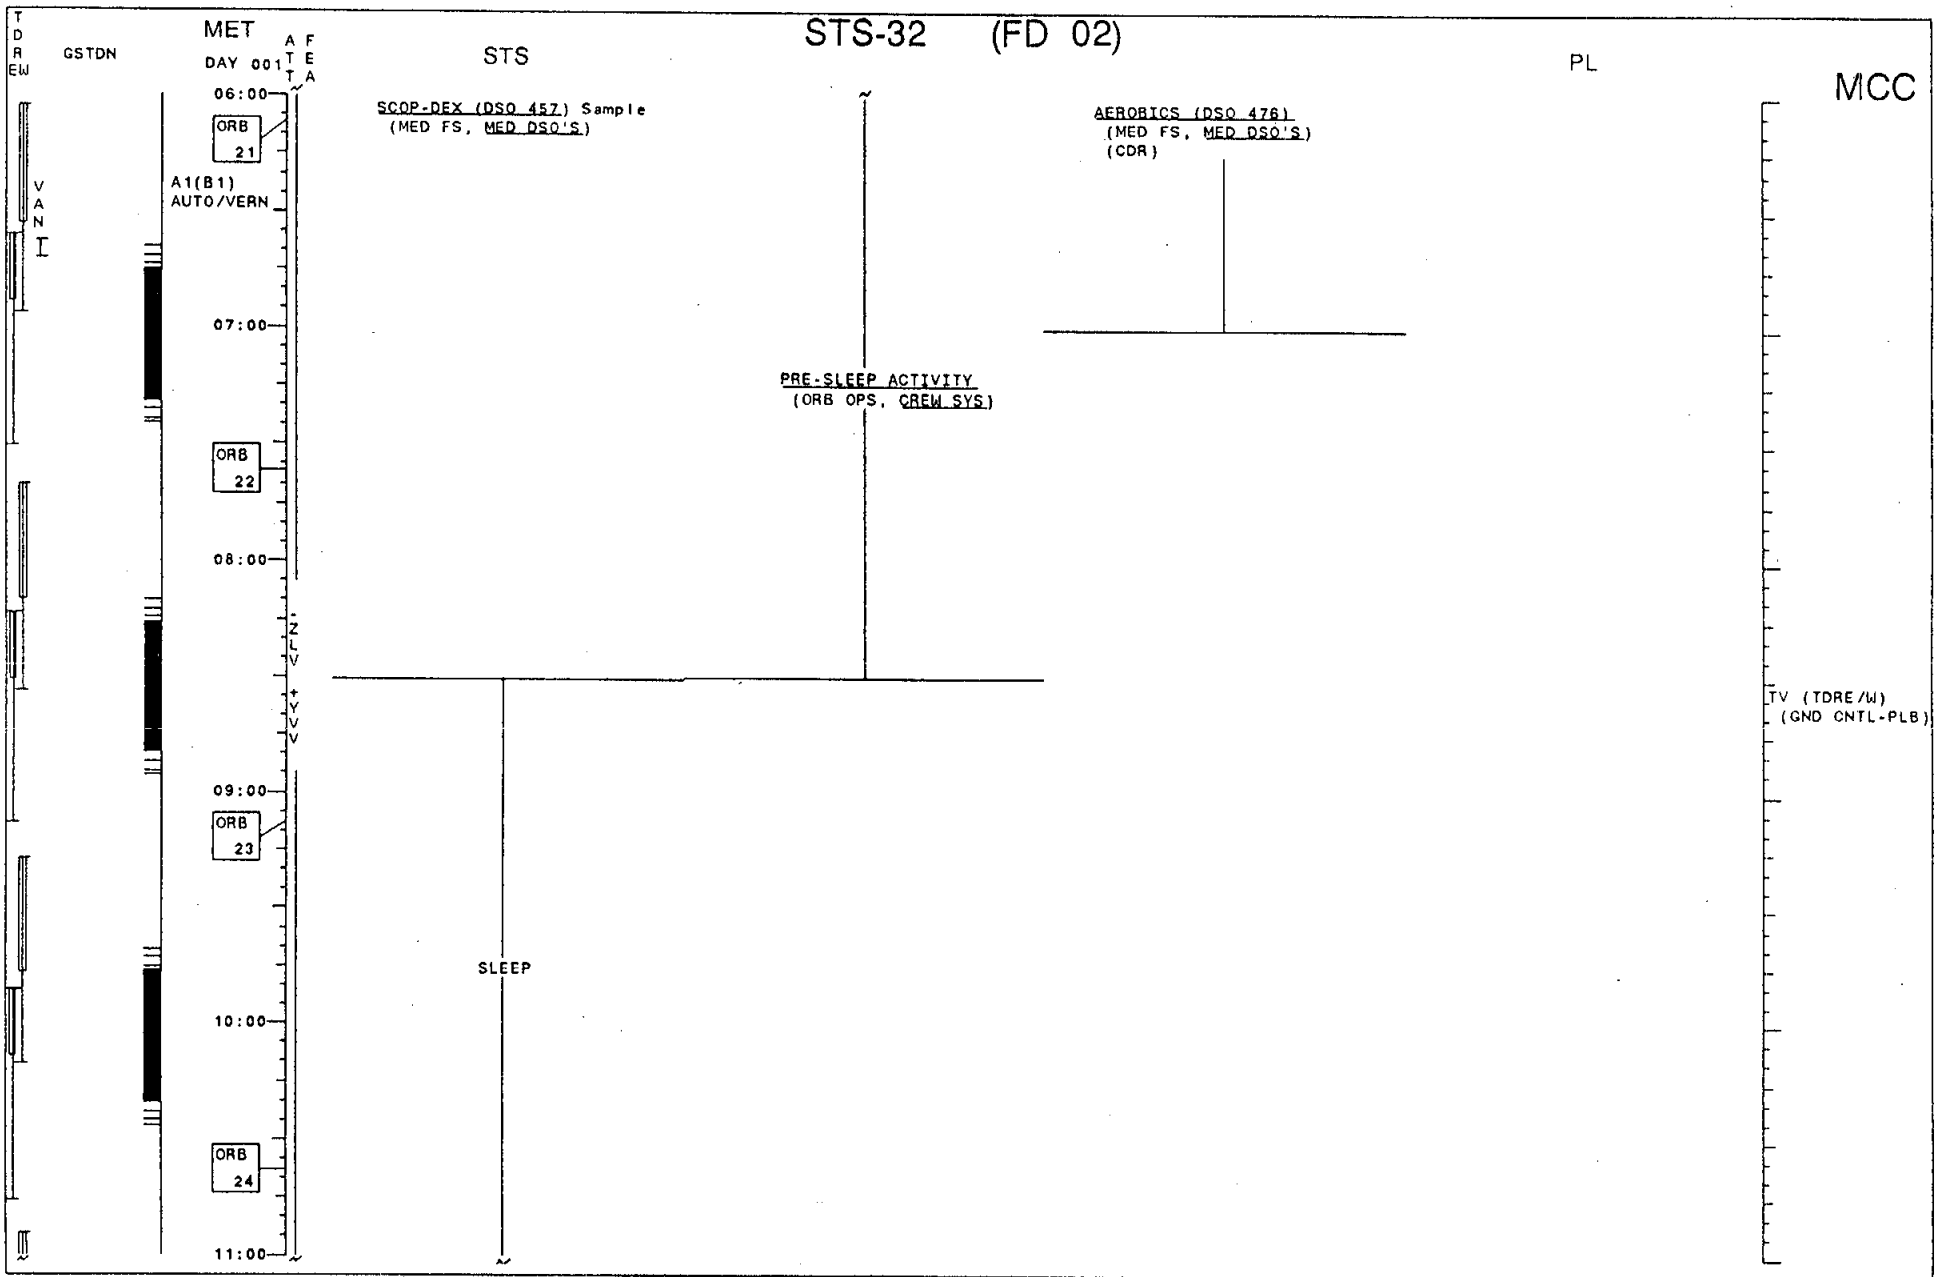 STS-32 (FD 02)
TDREW
GSTDN
MET
DAY 001
ATT
FEA
STS
PL
MCC
06:00
SCOP-DEX (DSO 457) Sample
(MED FS, MED DSO'S)
AEROBICS (DSO 476)
(MED FS, MED DSO'S)
(CDR)
ORB
21
VAN
A1(B1)
AUTO/VERN
07:00
PRE-SLEEP ACTIVITY
(ORB OPS, CREW SYS)
ORB
22
08:00
-ZLV +YVV
TV (TDRE/W)
(GND CNTL-PLB)
09:00
ORB
23
SLEEP
10:00
ORB
24
11:00